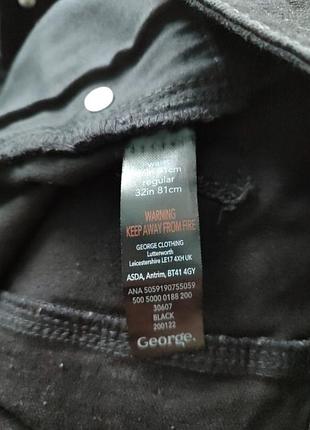 waist
regular
32in 81cm
WARNING
KEEP AWAY FROM FIRE
GEORGE CLOTHING
Lutterworth
Leicestershire LE17 4XH UK
ASDA, Antrim, BT41 4GY
ANA 5059190755059
500 5000 0188 200
30607
BLACK
200122
George.